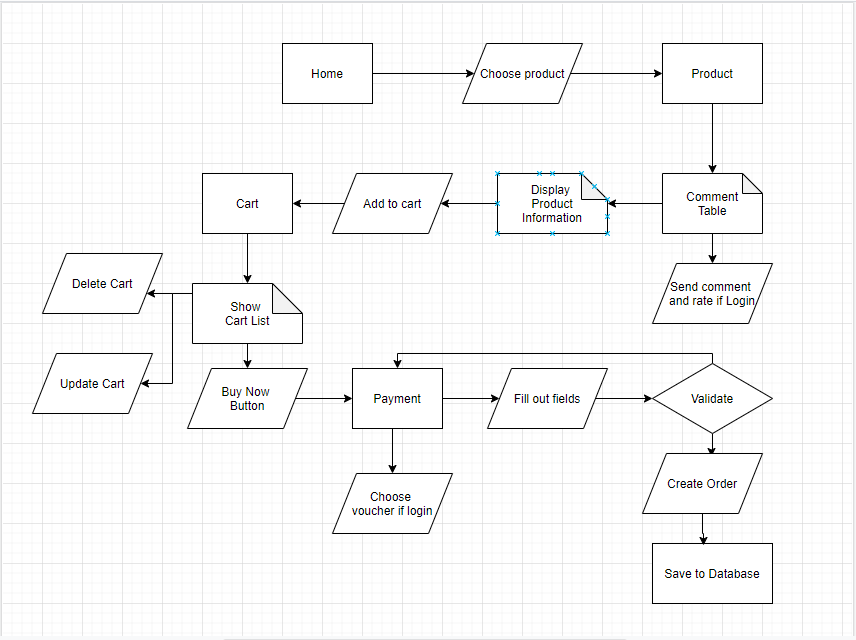 Home
Choose product
Product
Cart
Add to cart
Display
Product
Information
Comment
Table
Delete Cart
Show
Cart List
Send comment
and rate if Login
Update Cart
Buy Now
Button
Payment
Fill out fields
Validate
Choose
voucher if login
Create Order
Save to Database